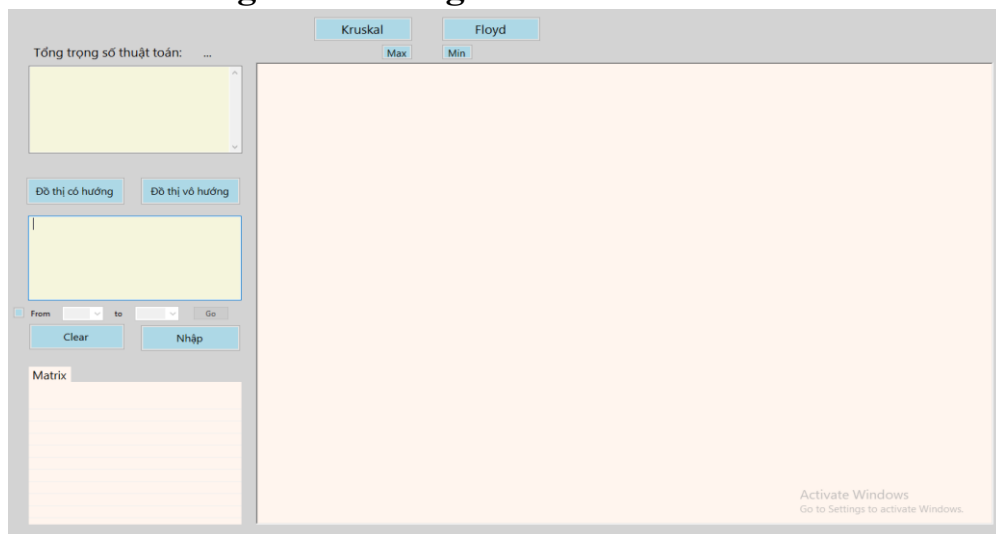 Kruskal Floyd
Tổng trọng số thuật toán: ...
Max Min
Đồ thị có hướng Đồ thị vô hướng
From to Go
Clear Nhập
Matrix
Activate Windows
Go to Settings to activate Windows.